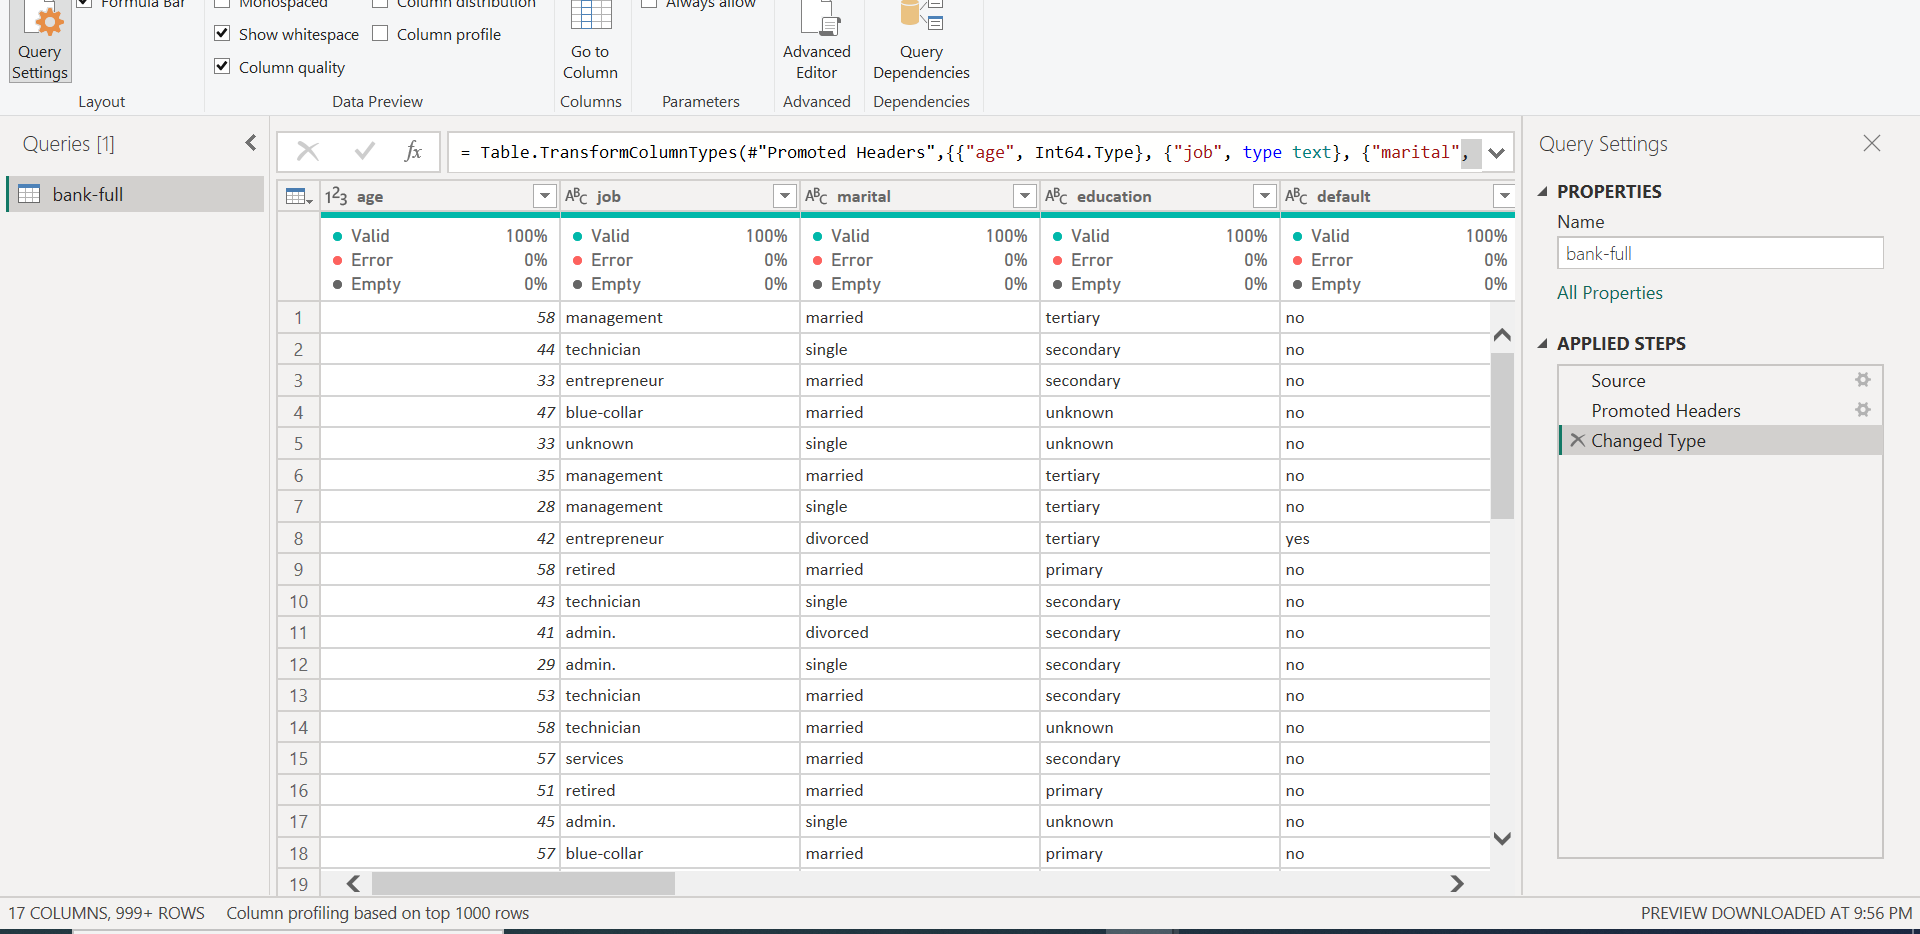 Formula Bar
Monospaced
Column distribution
Always allow
Show whitespace
Column profile
Column quality
Query
Settings
Go to
Column
Advanced
Editor
Query
Dependencies
Layout
Data Preview
Columns
Parameters
Advanced
Dependencies
Queries [1]
bank-full
fx
= Table.TransformColumnTypes(#"Promoted Headers",{{"age", Int64.Type}, {"job", type text}, {"marital",
123 age ABC job ABC marital ABC education ABC default
Valid 100% Valid 100% Valid 100% Valid 100% Valid 100%
Error 0% Error 0% Error 0% Error 0% Error 0%
Empty 0% Empty 0% Empty 0% Empty 0% Empty 0%
1 58 management married tertiary no
2 44 technician single secondary no
3 33 entrepreneur married secondary no
4 47 blue-collar married unknown no
5 33 unknown single unknown no
6 35 management married tertiary no
7 28 management single tertiary no
8 42 entrepreneur divorced tertiary yes
9 58 retired married primary no
10 43 technician single secondary no
11 41 admin. divorced secondary no
12 29 admin. single secondary no
13 53 technician married secondary no
14 58 technician married unknown no
15 57 services married secondary no
16 51 retired married primary no
17 45 admin. single unknown no
18 57 blue-collar married primary no
19
Query Settings
PROPERTIES
Name
bank-full
All Properties
APPLIED STEPS
Source
Promoted Headers
Changed Type
17 COLUMNS, 999+ ROWS Column profiling based on top 1000 rows
PREVIEW DOWNLOADED AT 9:56 PM